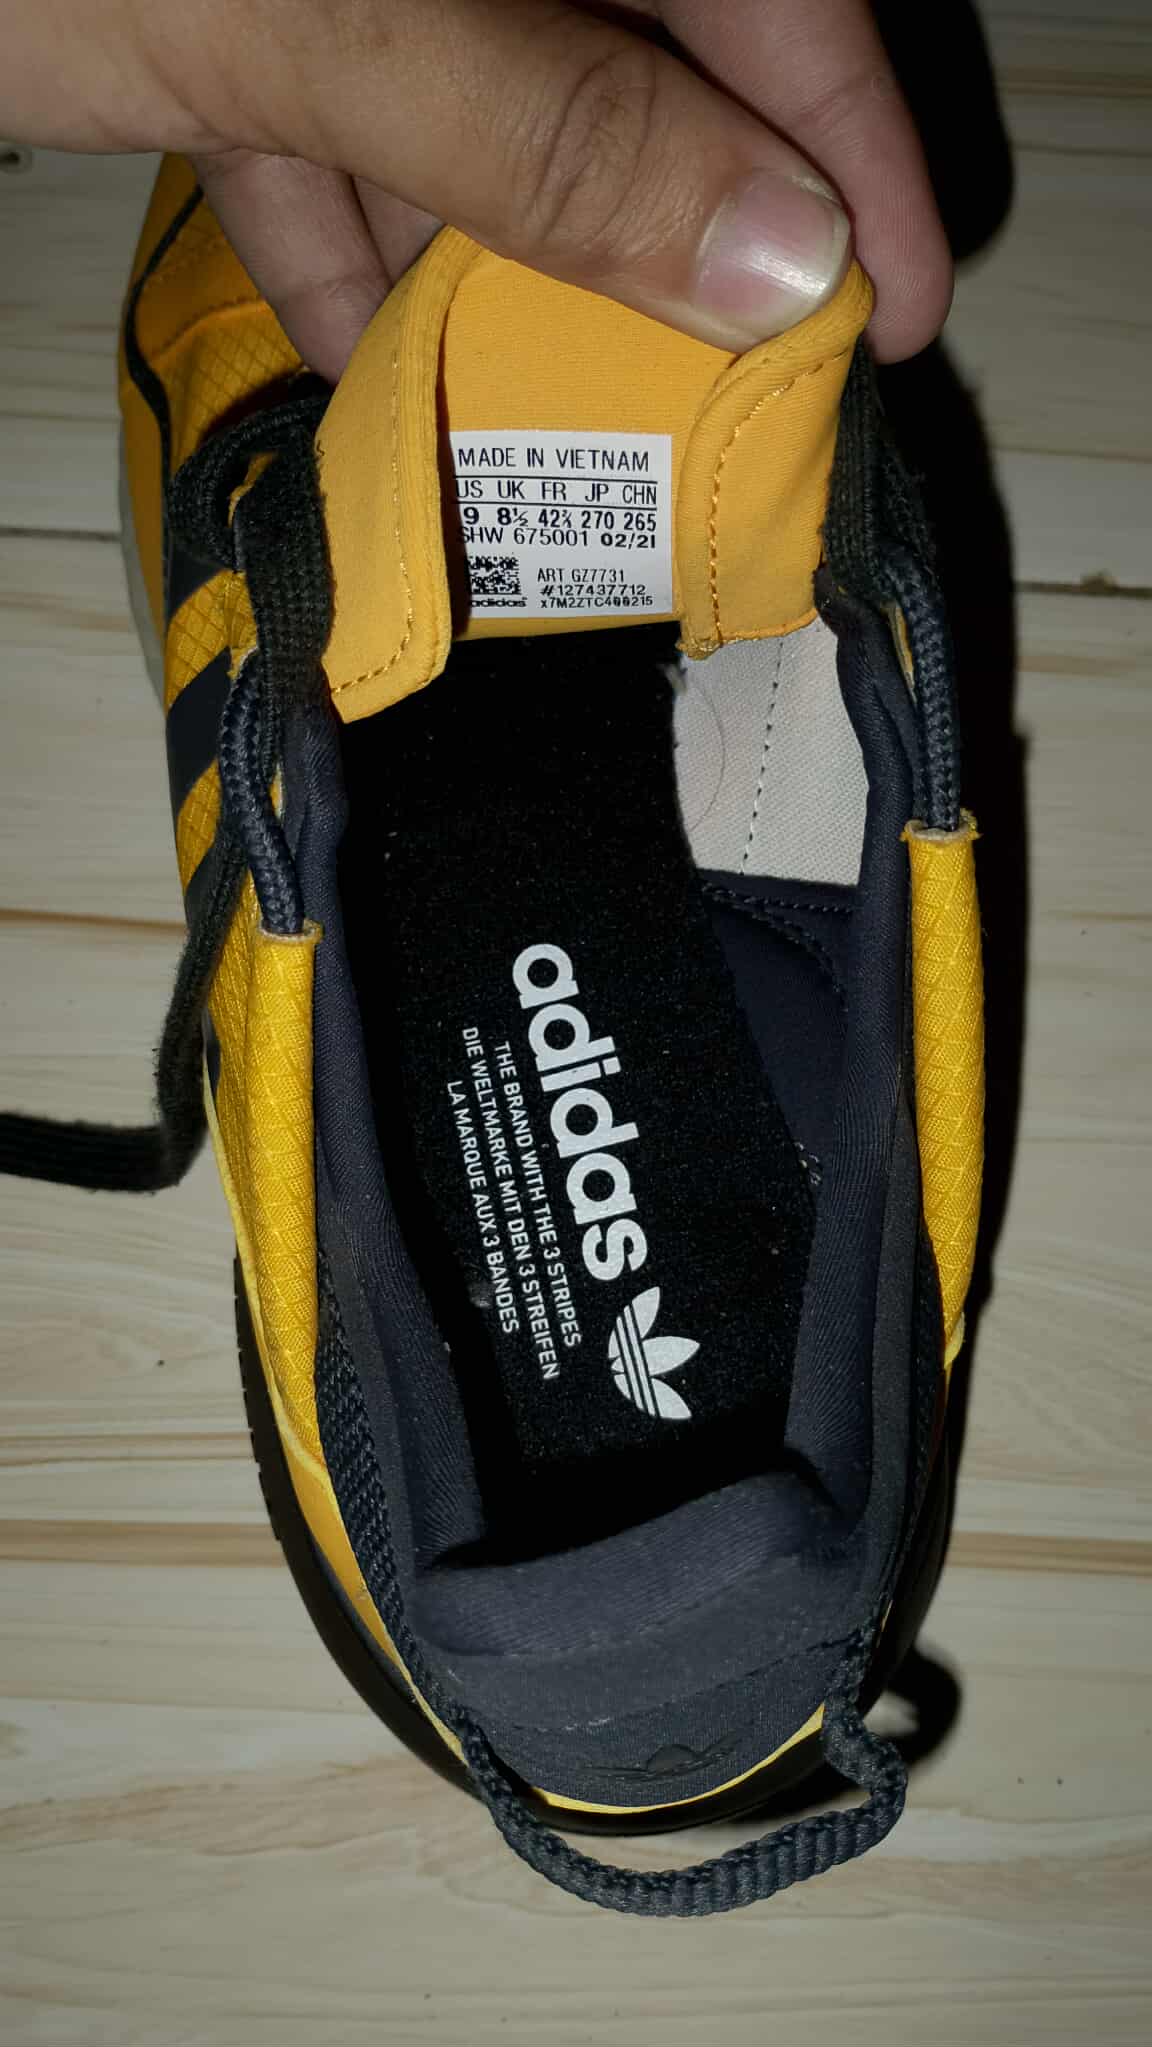 MADE IN VIETNAM
US UK FR JP CHN
9 8½ 42⅔ 270 265
SHW 675001 02/21
ART GZ7731
#127437712
adidas x7M2ZTC400215
adidas
THE BRAND WITH THE 3 STRIPES
DIE WELTMARKE MIT DEN 3 STREIFEN
LA MARQUE AUX 3 BANDES